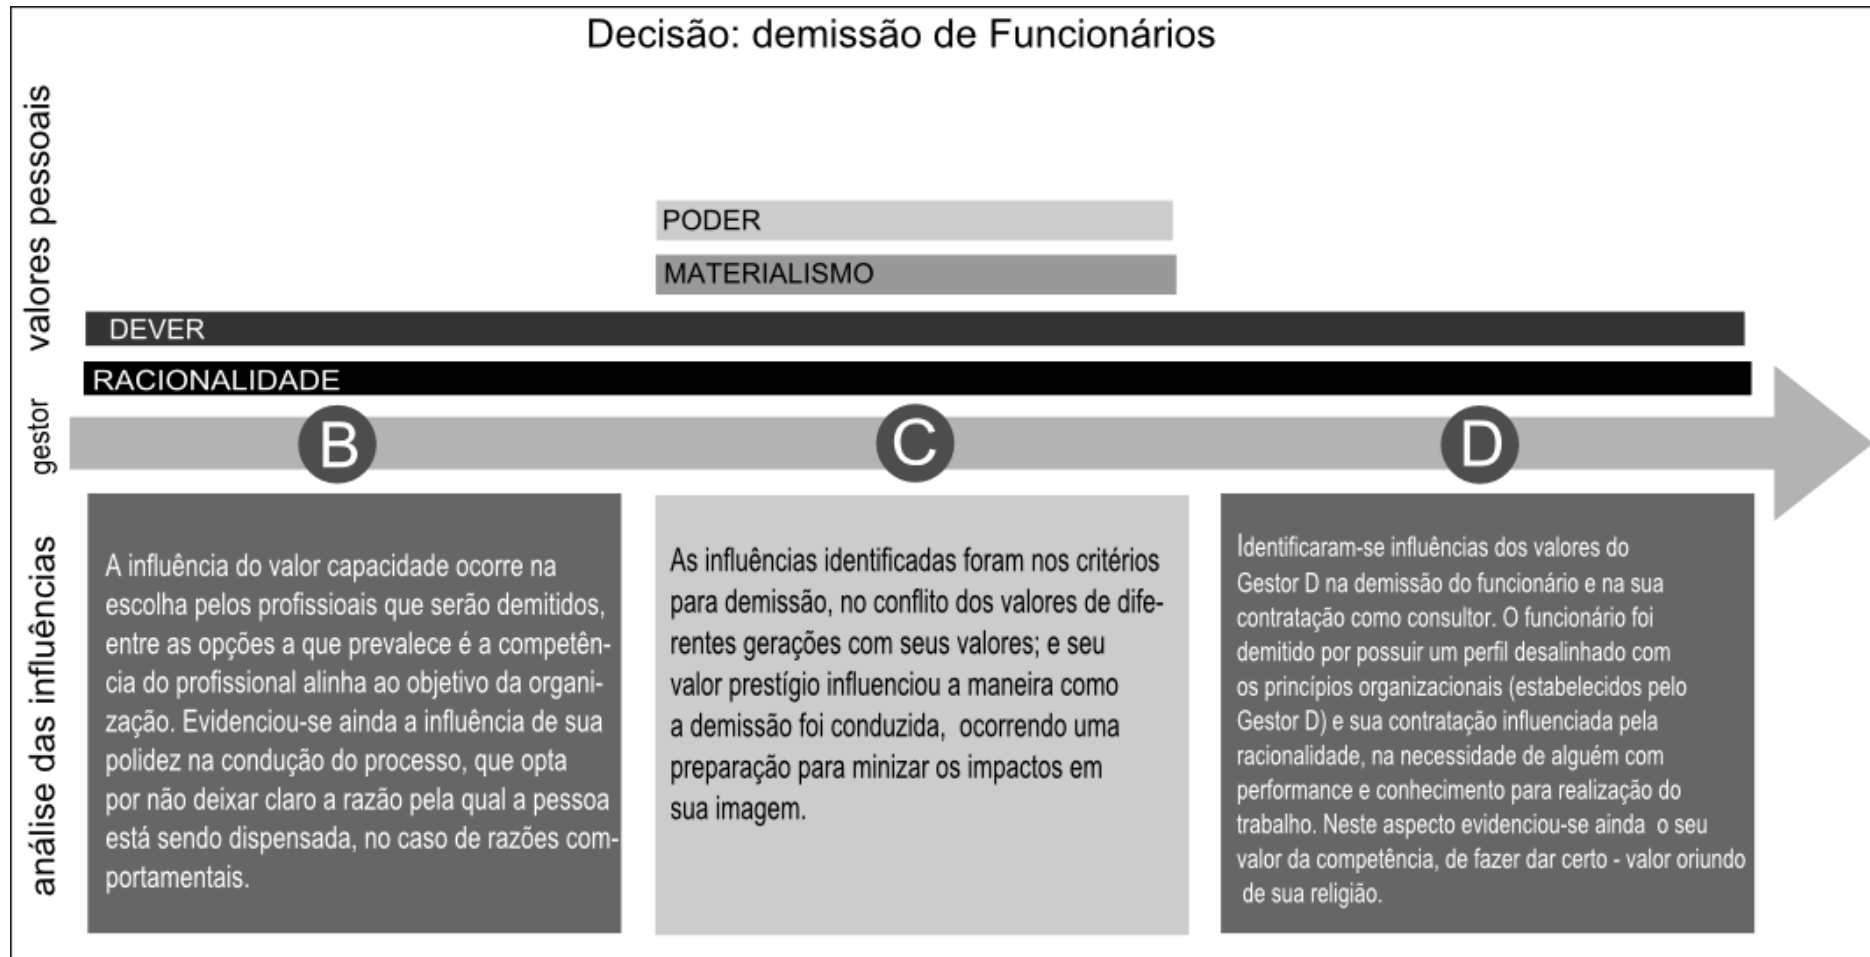 Decisão: demissão de Funcionários
valores pessoais
PODER
MATERIALISMO
DEVER
RACIONALIDADE
gestor
B
C
D
análise das influências
A influência do valor capacidade ocorre na
escolha pelos profissioais que serão demitidos,
entre as opções a que prevalece é a competên-
cia do profissional alinha ao objetivo da organi-
zação. Evidenciou-se ainda a influência de sua
polidez na condução do processo, que opta
por não deixar claro a razão pela qual a pessoa
está sendo dispensada, no caso de razões com-
portamentais.
As influências identificadas foram nos critérios
para demissão, no conflito dos valores de dife-
rentes gerações com seus valores; e seu
valor prestígio influenciou a maneira como
a demissão foi conduzida, ocorrendo uma
preparação para minizar os impactos em
sua imagem.
Identificaram-se influências dos valores do
Gestor D na demissão do funcionário e na sua
contratação como consultor. O funcionário foi
demitido por possuir um perfil desalinhado com
os princípios organizacionais (estabelecidos pelo
Gestor D) e sua contratação influenciada pela
racionalidade, na necessidade de alguém com
performance e conhecimento para realização do
trabalho. Neste aspecto evidenciou-se ainda o seu
valor da competência, de fazer dar certo - valor oriundo
de sua religião.